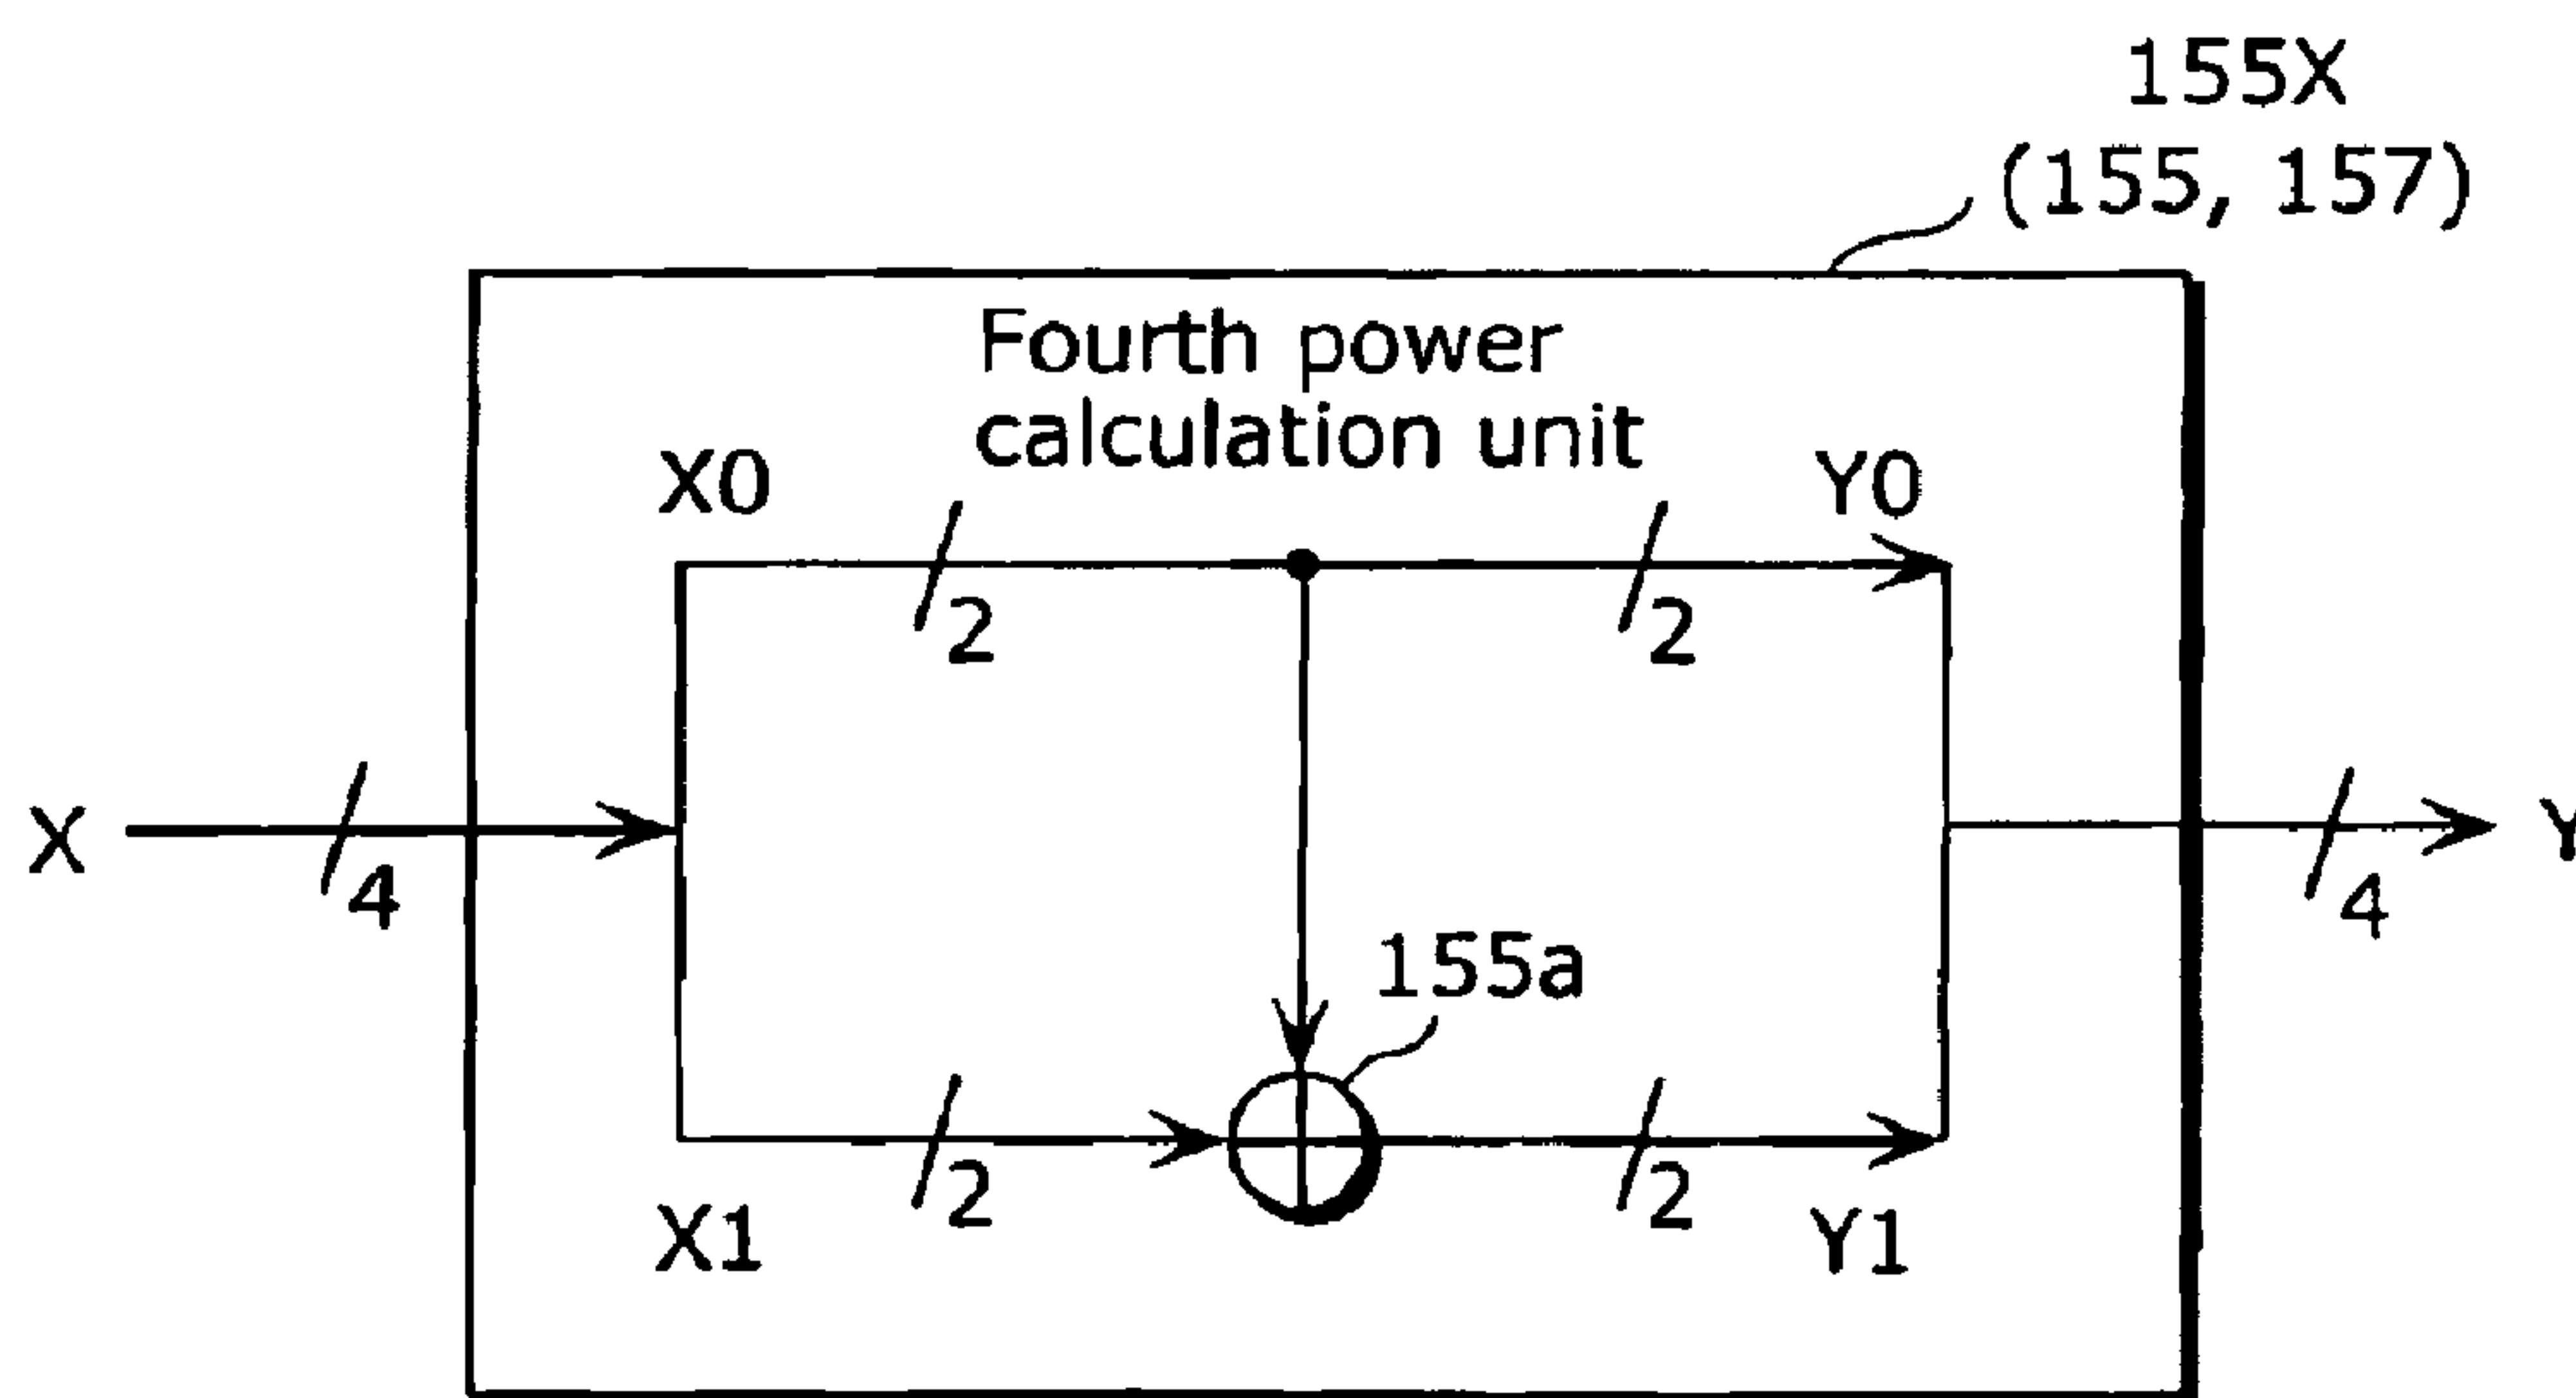 155X
(155, 157)
Fourth power
calculation unit
X0
Y0
2
2
X
4
Y
4
155a
2
2
X1
Y1